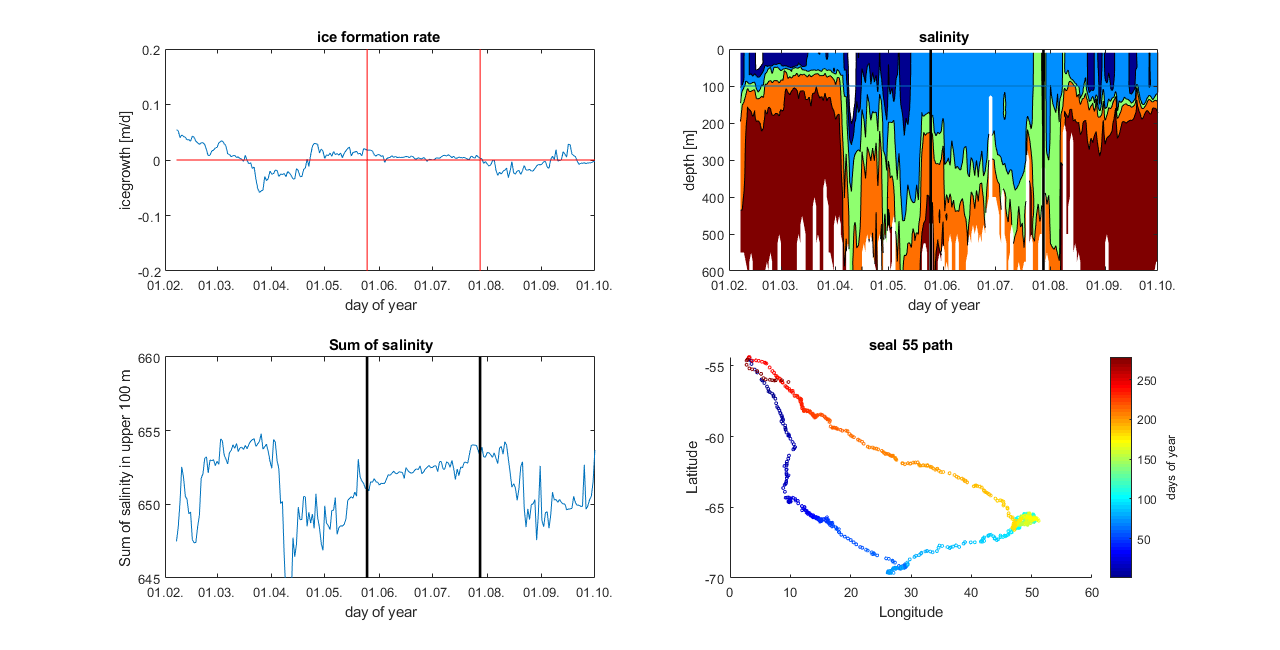 ice formation rate
icegrowth [m/d]
0.2
0.1
0
-0.1
-0.2
01.02. 01.03. 01.04. 01.05. 01.06. 01.07. 01.08. 01.09. 01.10.
day of year
salinity
depth [m]
0
100
200
300
400
500
600
01.02. 01.03. 01.04. 01.05. 01.06. 01.07. 01.08. 01.09. 01.10.
day of year
Sum of salinity
Sum of salinity in upper 100 m
660
655
650
645
01.02. 01.03. 01.04. 01.05. 01.06. 01.07. 01.08. 01.09. 01.10.
day of year
seal 55 path
Latitude
-55
-60
-65
-70
0 10 20 30 40 50 60
Longitude
250
200
150
100
50
days of year